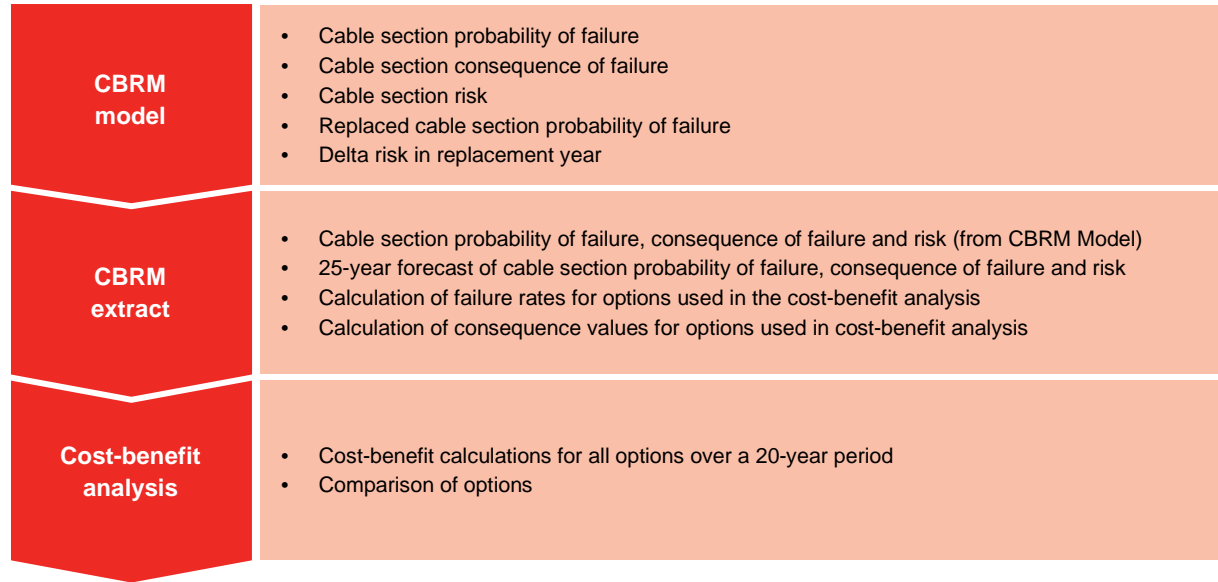 CBRM
model
• Cable section probability of failure
• Cable section consequence of failure
• Cable section risk
• Replaced cable section probability of failure
• Delta risk in replacement year
CBRM
extract
• Cable section probability of failure, consequence of failure and risk (from CBRM Model)
• 25-year forecast of cable section probability of failure, consequence of failure and risk
• Calculation of failure rates for options used in the cost-benefit analysis
• Calculation of consequence values for options used in cost-benefit analysis
Cost-benefit
analysis
• Cost-benefit calculations for all options over a 20-year period
• Comparison of options